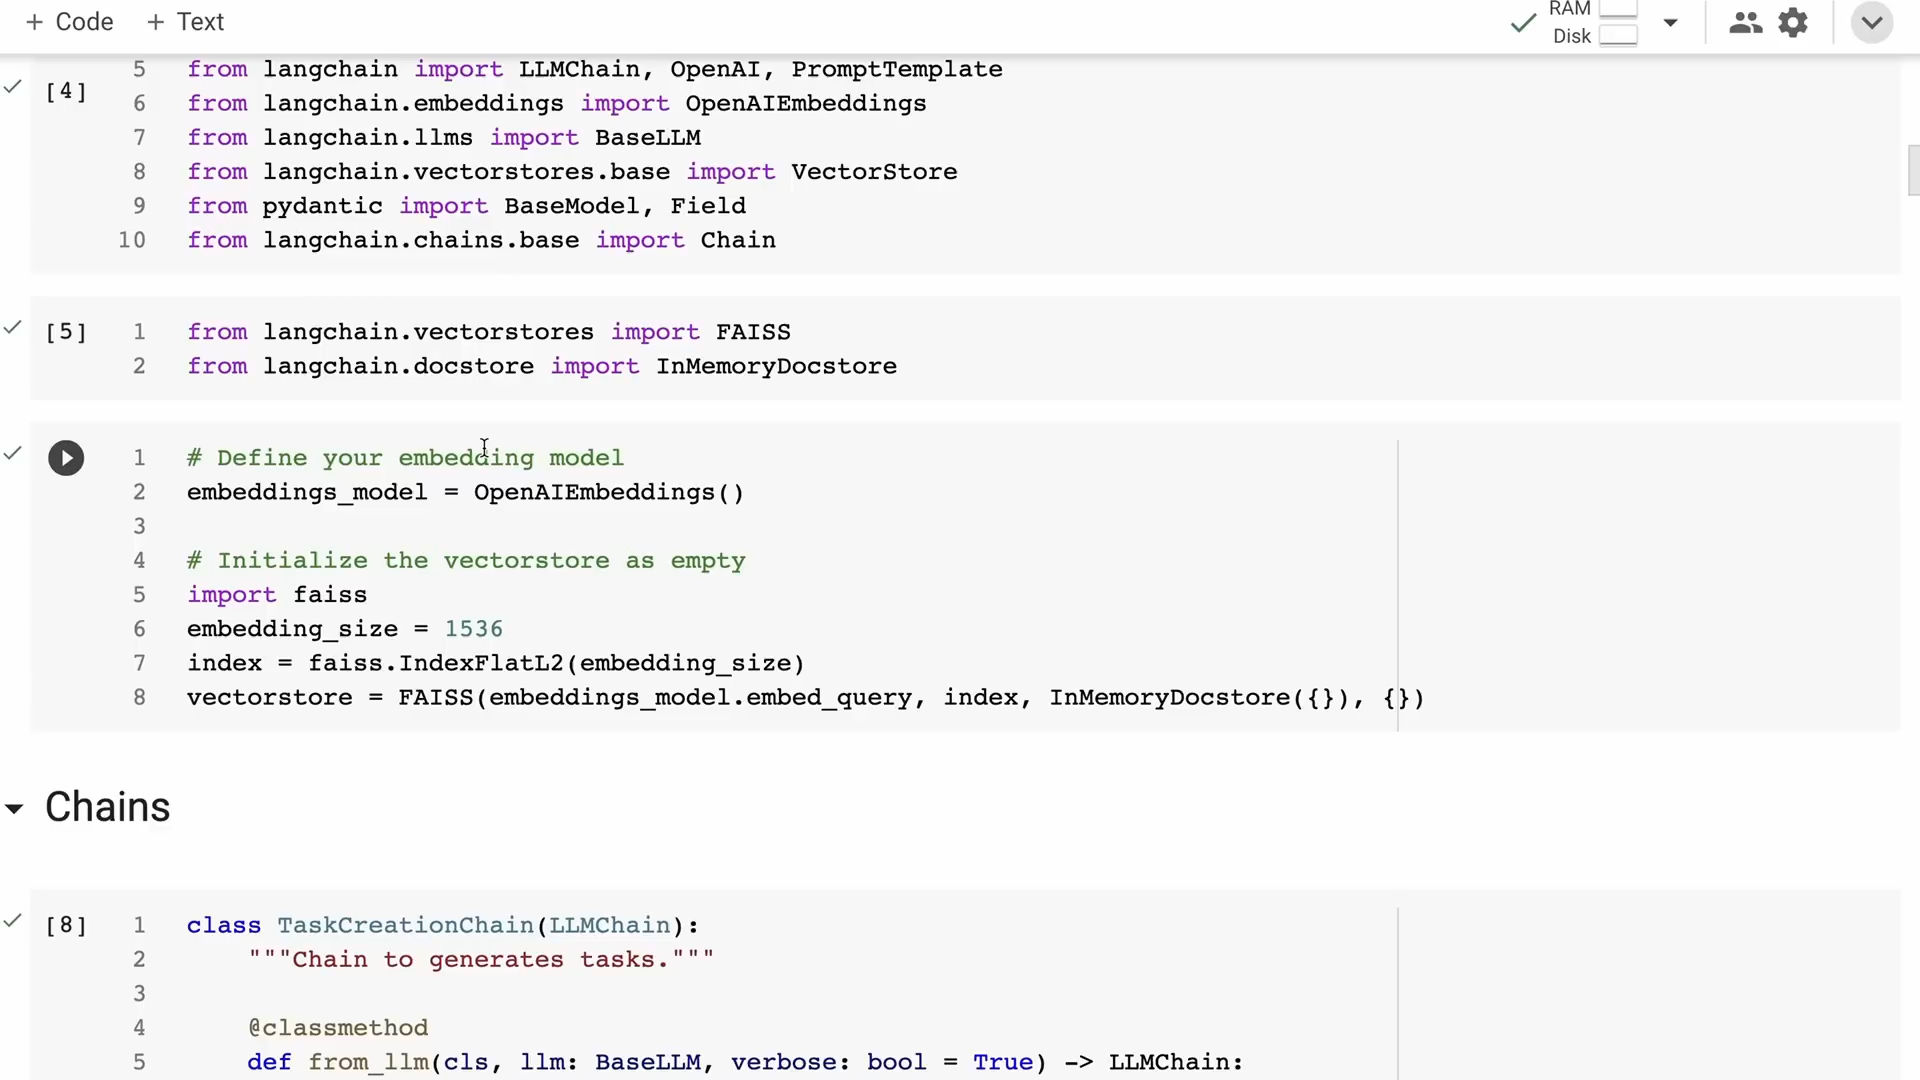 + Code + Text
RAM
Disk
[4]
5 from langchain import LLMChain, OpenAI, PromptTemplate
6 from langchain.embeddings import OpenAIEmbeddings
7 from langchain.llms import BaseLLM
8 from langchain.vectorstores.base import VectorStore
9 from pydantic import BaseModel, Field
10 from langchain.chains.base import Chain
[5] 1 from langchain.vectorstores import FAISS
2 from langchain.docstore import InMemoryDocstore
1 # Define your embedding model
2 embeddings_model = OpenAIEmbeddings()
3
4 # Initialize the vectorstore as empty
5 import faiss
6 embedding_size = 1536
7 index = faiss.IndexFlatL2(embedding_size)
8 vectorstore = FAISS(embeddings_model.embed_query, index, InMemoryDocstore({}), {})
Chains
[8] 1 class TaskCreationChain(LLMChain):
2     """Chain to generates tasks."""
3
4     @classmethod
5     def from_llm(cls, llm: BaseLLM, verbose: bool = True) -> LLMChain: